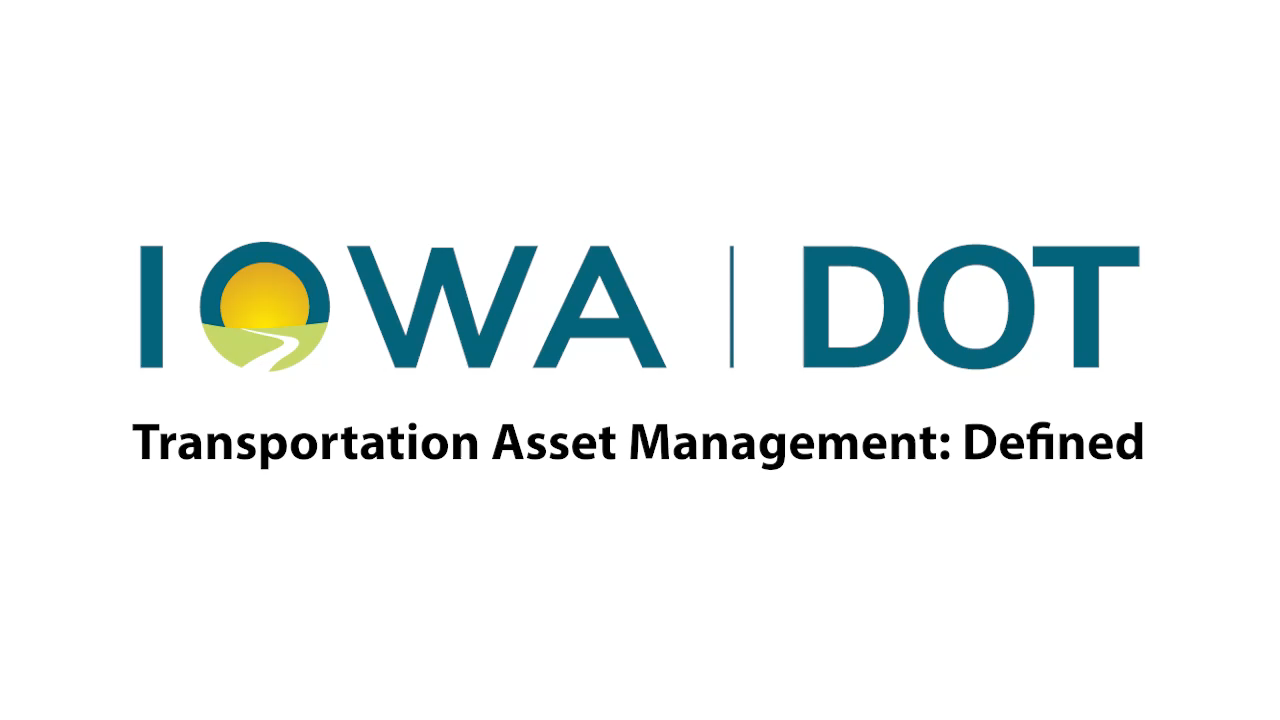 IOWA | DOT
Transportation Asset Management: Defined